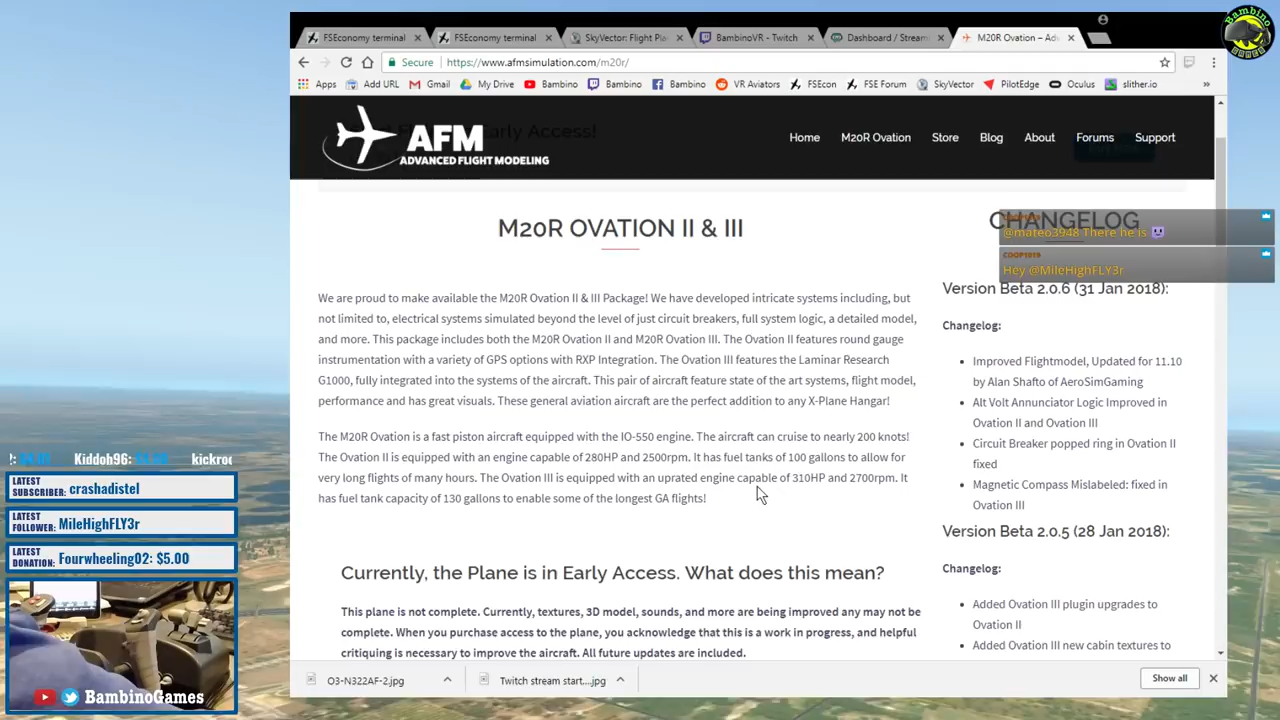 Bambino
GAMES
FSEconomy terminal
FSEconomy terminal
SkyVector: Flight Pla
BambinoVR - Twitch
Dashboard / Stream
M20R Ovation – Adv
Secure
https://www.afmsimulation.com/m20r/
Apps
Add URL
Gmail
My Drive
Bambino
Bambino
Bambino
VR Aviators
FSEcon
FSE Forum
SkyVector
PilotEdge
Oculus
slither.io
»
AFM
ADVANCED FLIGHT MODELING
Early Access!
Home
M20R Ovation
Store
Blog
About
Forums
Support
M20R OVATION II & III
We are proud to make available the M20R Ovation II & III Package! We have developed intricate systems including, but
not limited to, electrical systems simulated beyond the level of just circuit breakers, full system logic, a detailed model,
and more. This package includes both the M20R Ovation II and M20R Ovation III. The Ovation II features round gauge
instrumentation with a variety of GPS options with RXP Integration. The Ovation III features the Laminar Research
G1000, fully integrated into the systems of the aircraft. This pair of aircraft feature state of the art systems, flight model,
performance and has great visuals. These general aviation aircraft are the perfect addition to any X-Plane Hangar!
The M20R Ovation is a fast piston aircraft equipped with the IO-550 engine. The aircraft can cruise to nearly 200 knots!
The Ovation II is equipped with an engine capable of 280HP and 2500rpm. It has fuel tanks of 100 gallons to allow for
very long flights of many hours. The Ovation III is equipped with an uprated engine capable of 310HP and 2700rpm. It
has fuel tank capacity of 130 gallons to enable some of the longest GA flights!
Currently, the Plane is in Early Access. What does this mean?
This plane is not complete. Currently, textures, 3D model, sounds, and more are being improved any may not be
complete. When you purchase access to the plane, you acknowledge that this is a work in progress, and helpful
critiquing is necessary to improve the aircraft. All future updates are included.
CHANGELOG
@mateo3948 There he is
COOP1019
Hey @MileHighFLY3r
Version Beta 2.0.6 (31 Jan 2018):
Changelog:
Improved Flightmodel, Updated for 11.10
by Alan Shafto of AeroSimGaming
Alt Volt Annunciator Logic Improved in
Ovation II and Ovation III
Circuit Breaker popped ring in Ovation II
fixed
Magnetic Compass Mislabeled: fixed in
Ovation III
Version Beta 2.0.5 (28 Jan 2018):
Changelog:
Added Ovation III plugin upgrades to
Ovation II
Added Ovation III new cabin textures to
Kiddoh96:
kickroc
LATEST
SUBSCRIBER: crashadistel
LATEST
FOLLOWER: MileHighFLY3r
LATEST
DONATION: Fourwheeling02: $5.00
BambinoGames
O3-N322AF-2.jpg
Twitch stream start....jpg
Show all